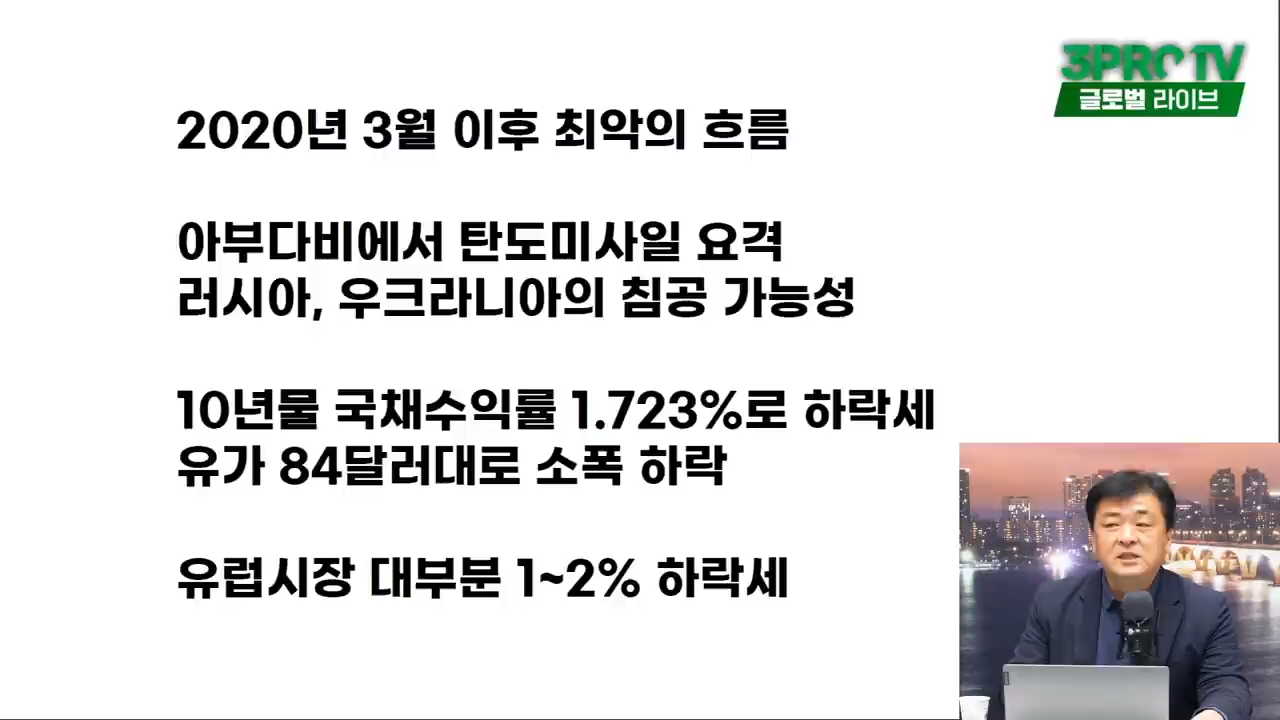 3PRO TV
글로벌 라이브
2020년 3월 이후 최악의 흐름
아부다비에서 탄도미사일 요격
러시아, 우크라니아의 침공 가능성
10년물 국채수익률 1.723%로 하락세
유가 84달러대로 소폭 하락
유럽시장 대부분 1~2% 하락세